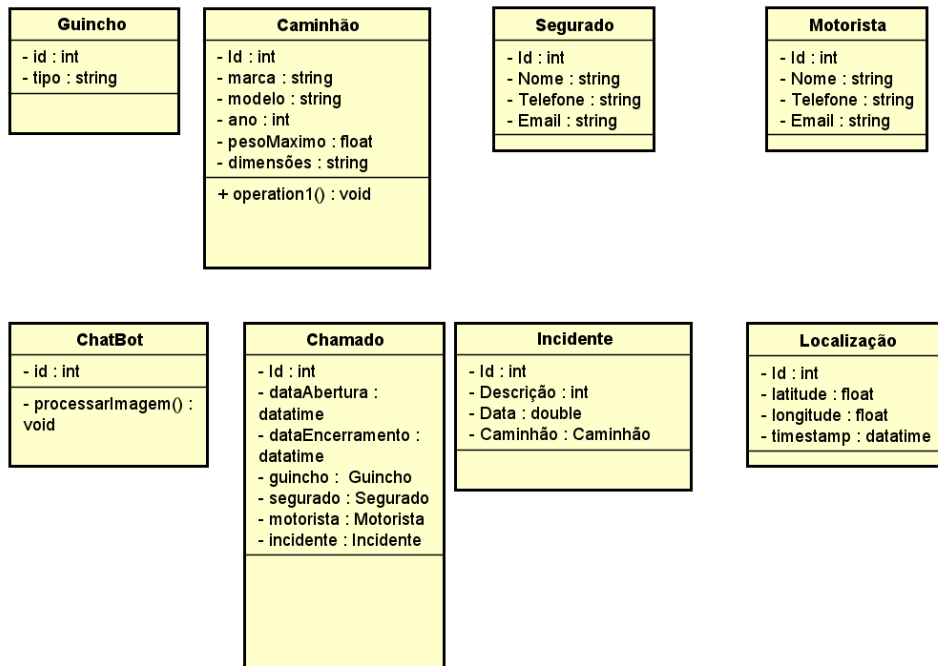 Guincho
- id : int
- tipo : string
Caminhão
- Id : int
- marca : string
- modelo : string
- ano : int
- pesoMaximo : float
- dimensões : string
+ operation1() : void
Segurado
- Id : int
- Nome : string
- Telefone : string
- Email : string
Motorista
- Id : int
- Nome : string
- Telefone : string
- Email : string
ChatBot
- id : int
- processarImagem() :
void
Chamado
- Id : int
- dataAbertura :
datatime
- dataEncerramento :
datatime
- guincho : Guincho
- segurado : Segurado
- motorista : Motorista
- incidente : Incidente
Incidente
- Id : int
- Descrição : int
- Data : double
- Caminhão : Caminhão
Localização
- Id : int
- latitude : float
- longitude : float
- timestamp : datatime